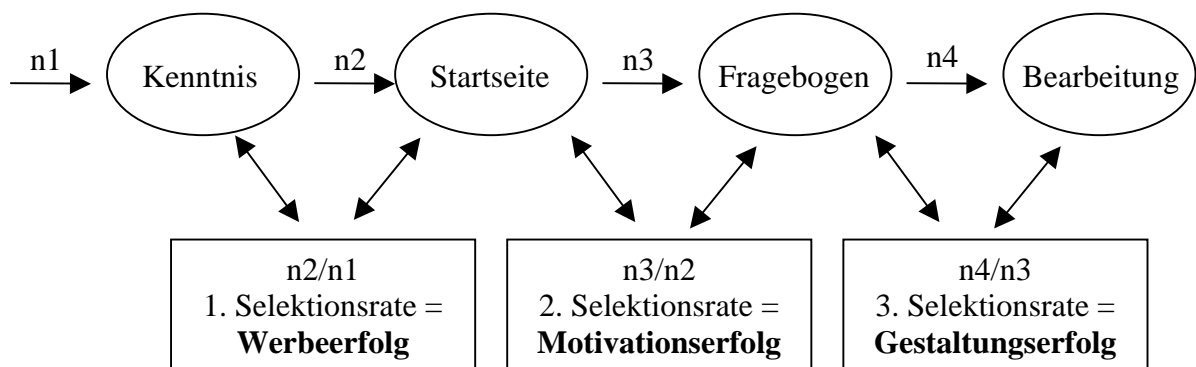 n1 Kenntnis n2 Startseite n3 Fragebogen n4 Bearbeitung
n2/n1
1. Selektionsrate =
Werbeerfolg
n3/n2
2. Selektionsrate =
Motivationserfolg
n4/n3
3. Selektionsrate =
Gestaltungserfolg